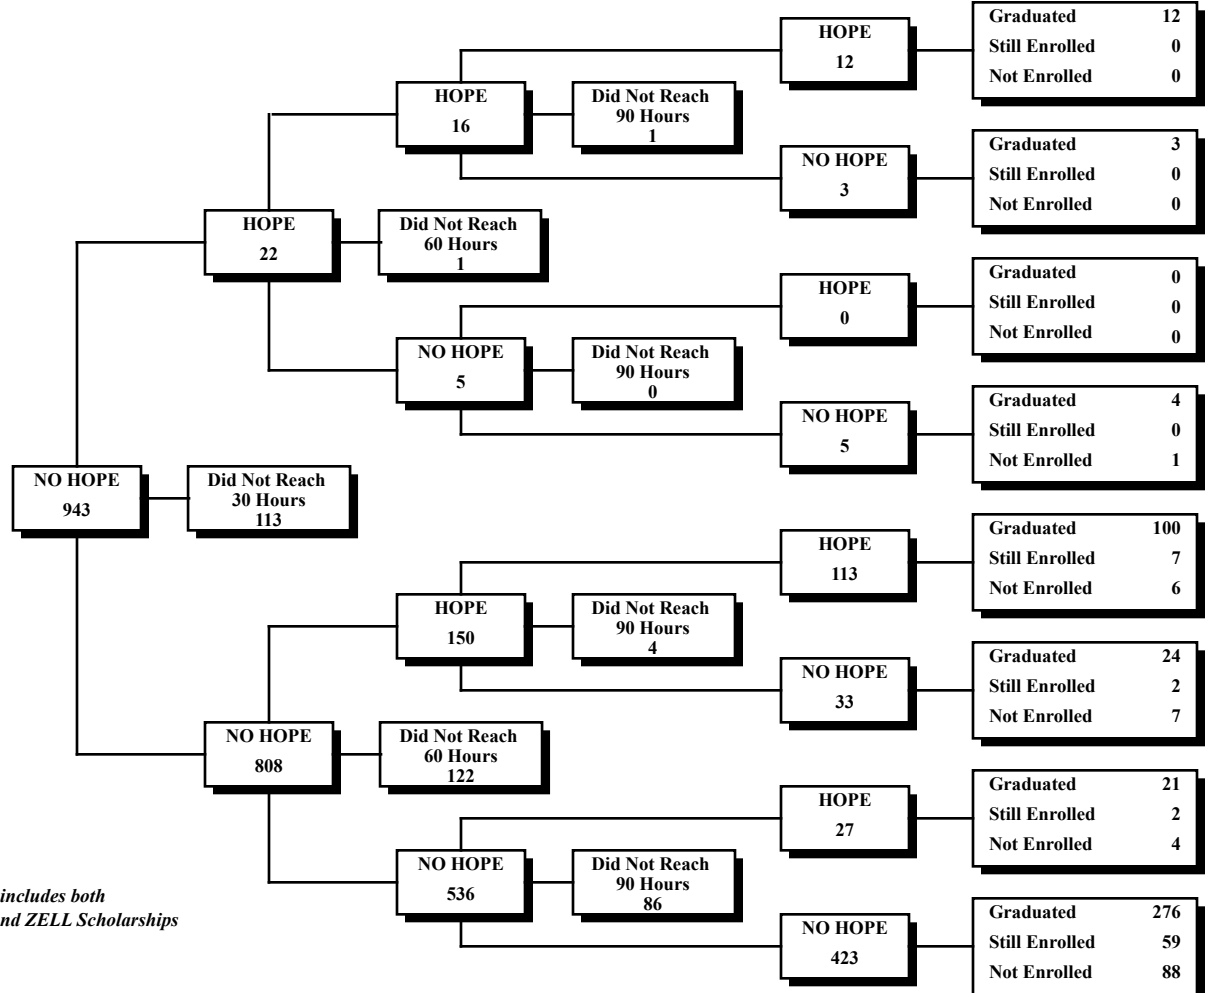 HOPE
12
Graduated 12
Still Enrolled 0
Not Enrolled 0
HOPE
16
Did Not Reach
90 Hours
1
NO HOPE
3
Graduated 3
Still Enrolled 0
Not Enrolled 0
HOPE
22
Did Not Reach
60 Hours
1
HOPE
0
Graduated 0
Still Enrolled 0
Not Enrolled 0
NO HOPE
5
Did Not Reach
90 Hours
0
NO HOPE
5
Graduated 4
Still Enrolled 0
Not Enrolled 1
NO HOPE
943
Did Not Reach
30 Hours
113
HOPE
113
Graduated 100
Still Enrolled 7
Not Enrolled 6
HOPE
150
Did Not Reach
90 Hours
4
NO HOPE
33
Graduated 24
Still Enrolled 2
Not Enrolled 7
NO HOPE
808
Did Not Reach
60 Hours
122
HOPE
27
Graduated 21
Still Enrolled 2
Not Enrolled 4
NO HOPE
536
Did Not Reach
90 Hours
86
NO HOPE
423
Graduated 276
Still Enrolled 59
Not Enrolled 88
includes both
nd ZELL Scholarships